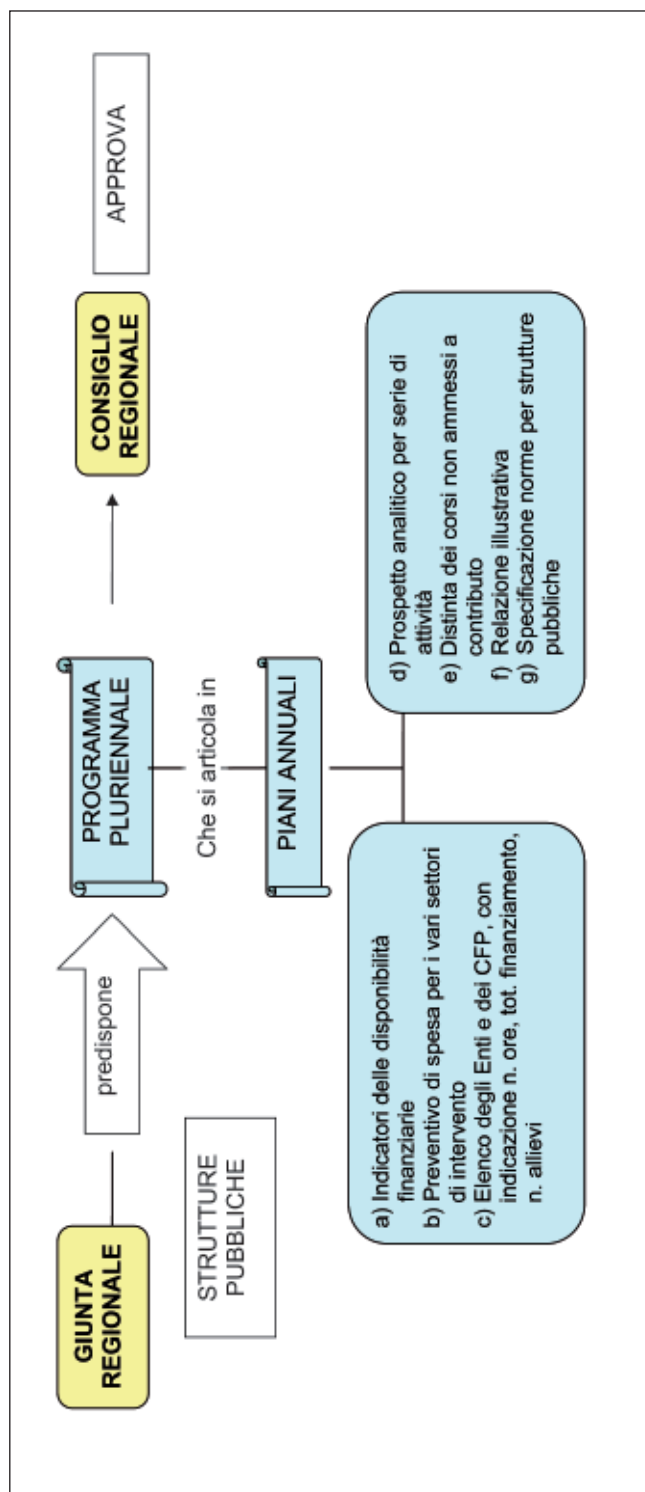 GIUNTA
REGIONALE
predispone
PROGRAMMA
PLURIENNALE
CONSIGLIO
REGIONALE
APPROVA
STRUTTURE
PUBBLICHE
Che si articola in
PIANI ANNUALI
a) Indicatori delle disponibilità
finanziarie
b) Preventivo di spesa per i vari settori
di intervento
c) Elenco degli Enti e dei CFP, con
indicazione n. ore, tot. finanziamento,
n. allievi
d) Prospetto analitico per serie di
attività
e) Distinta dei corsi non ammessi a
contributo
f) Relazione illustrativa
g) Specificazione norme per strutture
pubbliche